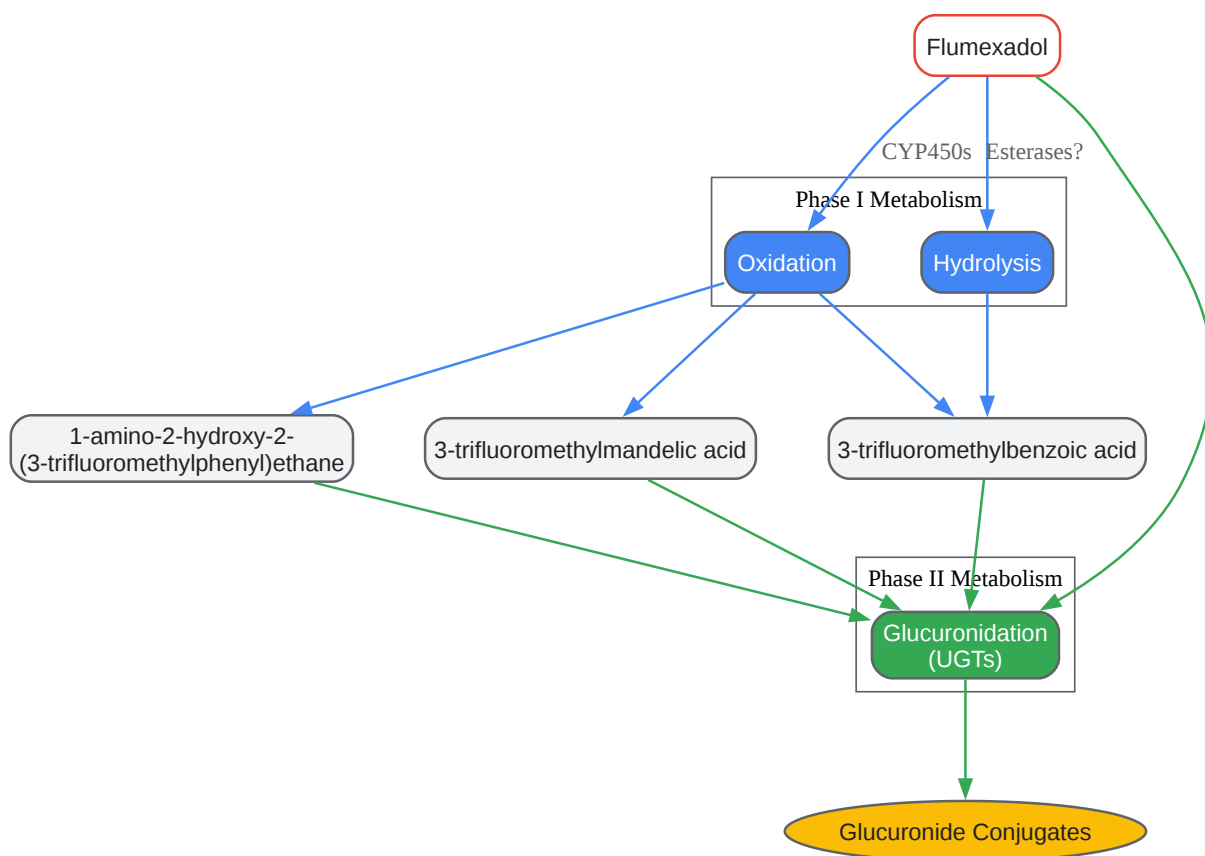 Flumexadol
CYP450s
Esterases?
Phase I Metabolism
Oxidation
Hydrolysis
1-amino-2-hydroxy-2-
(3-trifluoromethylphenyl)ethane
3-trifluoromethylmandelic acid
3-trifluoromethylbenzoic acid
Phase II Metabolism
Glucuronidation
(UGTs)
Glucuronide Conjugates